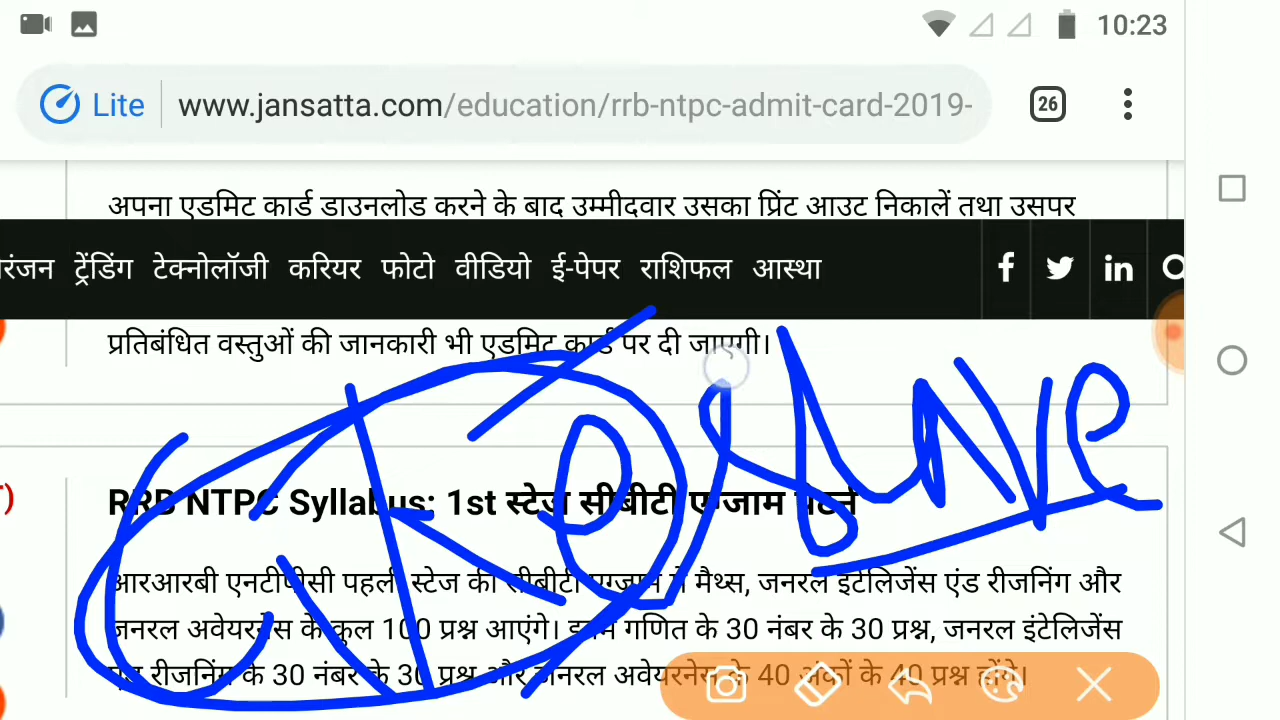 10:23
Lite www.jansatta.com/education/rrb-ntpc-admit-card-2019- 26
अपना एडमिट कार्ड डाउनलोड करने के बाद उम्मीदवार उसका प्रिंट आउट निकालें तथा उसपर
रंजन ट्रेंडिंग टेक्नोलॉजी करियर फोटो वीडियो ई-पेपर राशिफल आस्था
प्रतिबंधित वस्तुओं की जानकारी भी एडमिट कार्ड पर दी जाएगी।
RRB NTPC Syllabus: 1st स्टेज सीबीटी एग्जाम पैटर्न
आरआरबी एनटीपीसी पहली स्टेज की सीबीटी एग्जाम में मैथ्स, जनरल इंटेलिजेंस एंड रीजनिंग और
जनरल अवेयरनेस के कुल 100 प्रश्न आएंगे। इनमें गणित के 30 नंबर के 30 प्रश्न, जनरल इंटेलिजेंस
एंड रीजनिंग के 30 नंबर के 30 प्रश्न और जनरल अवेयरनेस के 40 अंकों के 40 प्रश्न होंगे।